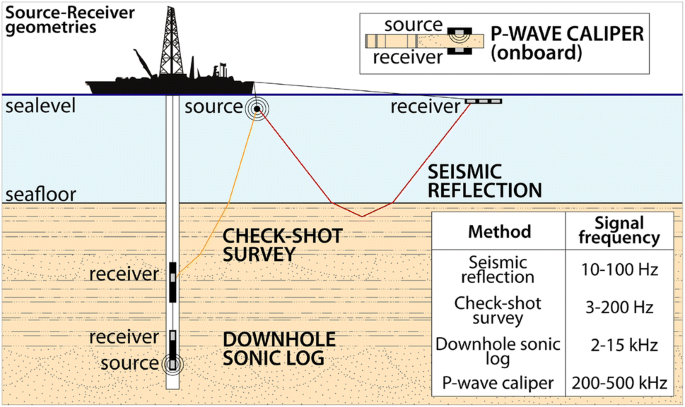 Source-Receiver
geometries
source
receiver
P-WAVE CALIPER
(onboard)
sealevel
source
receiver
SEISMIC
REFLECTION
seafloor
CHECK-SHOT
SURVEY
receiver
receiver
source
DOWNHOLE
SONIC LOG
Method Signal
frequency
Seismic
reflection 10-100 Hz
Check-shot
survey 3-200 Hz
Downhole sonic
log 2-15 kHz
P-wave caliper 200-500 kHz